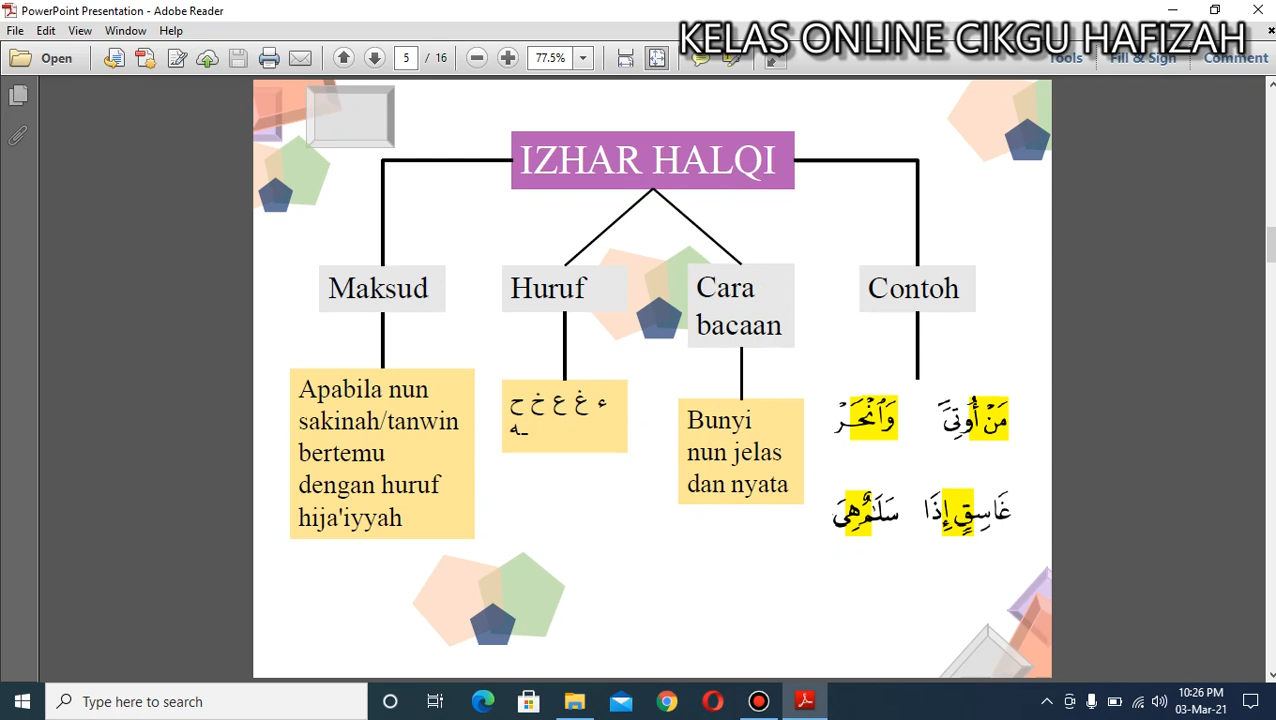 PowerPoint Presentation - Adobe Reader
File Edit View Window Help
KELAS ONLINE CIKGU HAFIZAH
Open 5 / 16 77.5% Tools Fill & Sign Comment
IZHAR HALQI
Maksud
Huruf
Cara
bacaan
Contoh
Apabila nun
sakinah/tanwin
bertemu
dengan huruf
hija'iyyah
ء غ ع خ ح
هـ
Bunyi
nun jelas
dan nyata
مَنْ أُوتِيَ
وَٱنْحَرْ
غَاسِقٍ إِذَا
سَلَـٰمٌ هِيَ
Type here to search
10:26 PM
03-Mar-21